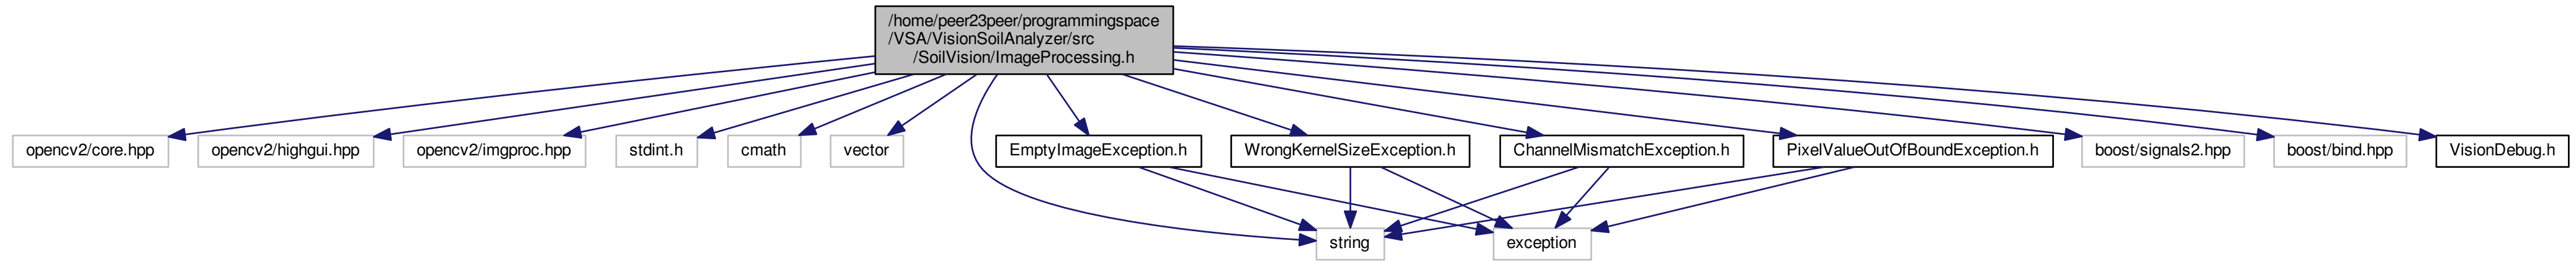 /home/peer23peer/programmingspace
/VSA/VisionSoilAnalyzer/src
/SoilVision/ImageProcessing.h
opencv2/core.hpp
opencv2/highgui.hpp
opencv2/imgproc.hpp
stdint.h
cmath
vector
EmptyImageException.h
WrongKernelSizeException.h
ChannelMismatchException.h
PixelValueOutOfBoundException.h
boost/signals2.hpp
boost/bind.hpp
VisionDebug.h
string
exception